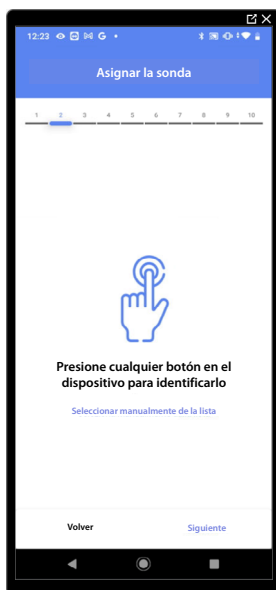 12:23 G
Asignar la sonda
1 2 3 4 5 6 7 8 9 10
Presione cualquier botón en el
dispositivo para identificarlo
Seleccionar manualmente de la lista
Volver Siguiente